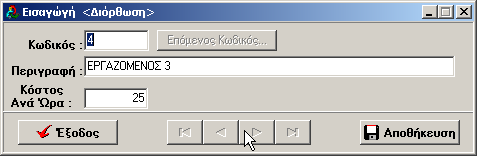 Εισαγωγή <Διόρθωση>
Κωδικός : 4 Επόμενος Κωδικός...
Περιγραφή : ΕΡΓΑΖΟΜΕΝΟΣ 3
Κόστος
Ανά Ώρα : 25
Έξοδος Αποθήκευση